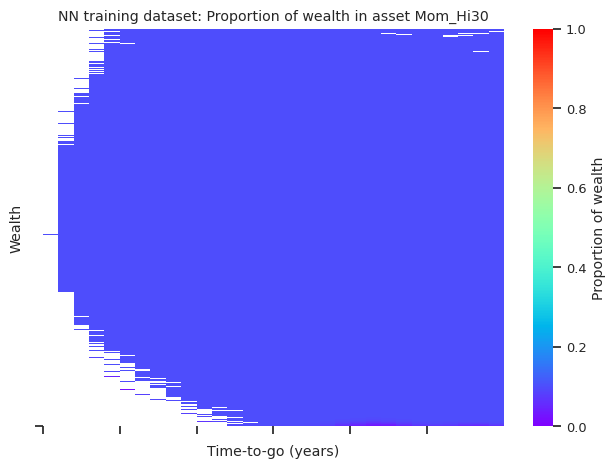 NN training dataset: Proportion of wealth in asset Mom_Hi30
Wealth
Time-to-go (years)
1.0
0.8
0.6
0.4
0.2
0.0
Proportion of wealth